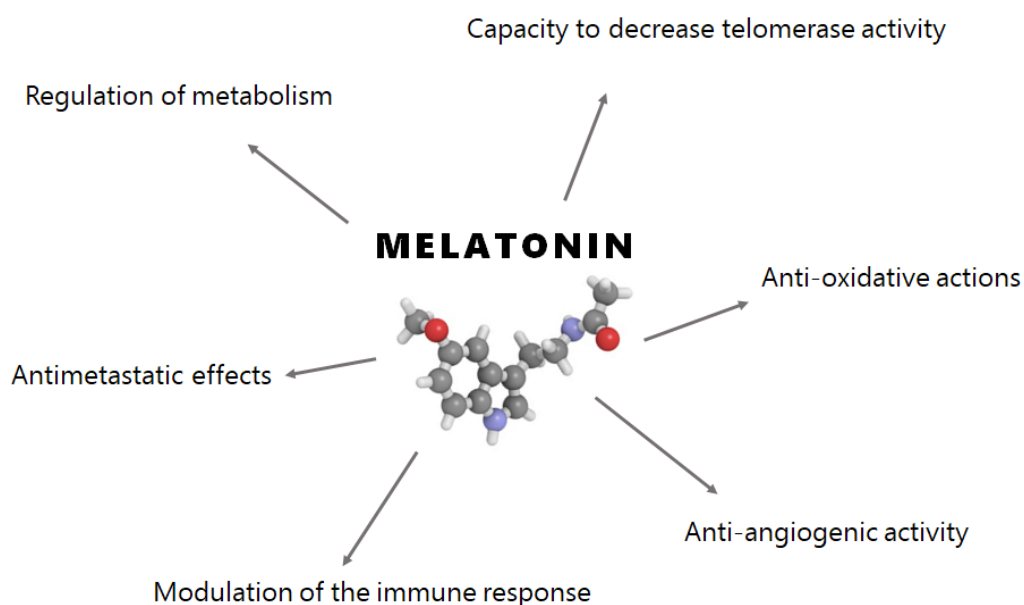 Capacity to decrease telomerase activity
Regulation of metabolism
MELATONIN
Anti-oxidative actions
Antimetastatic effects
Anti-angiogenic activity
Modulation of the immune response